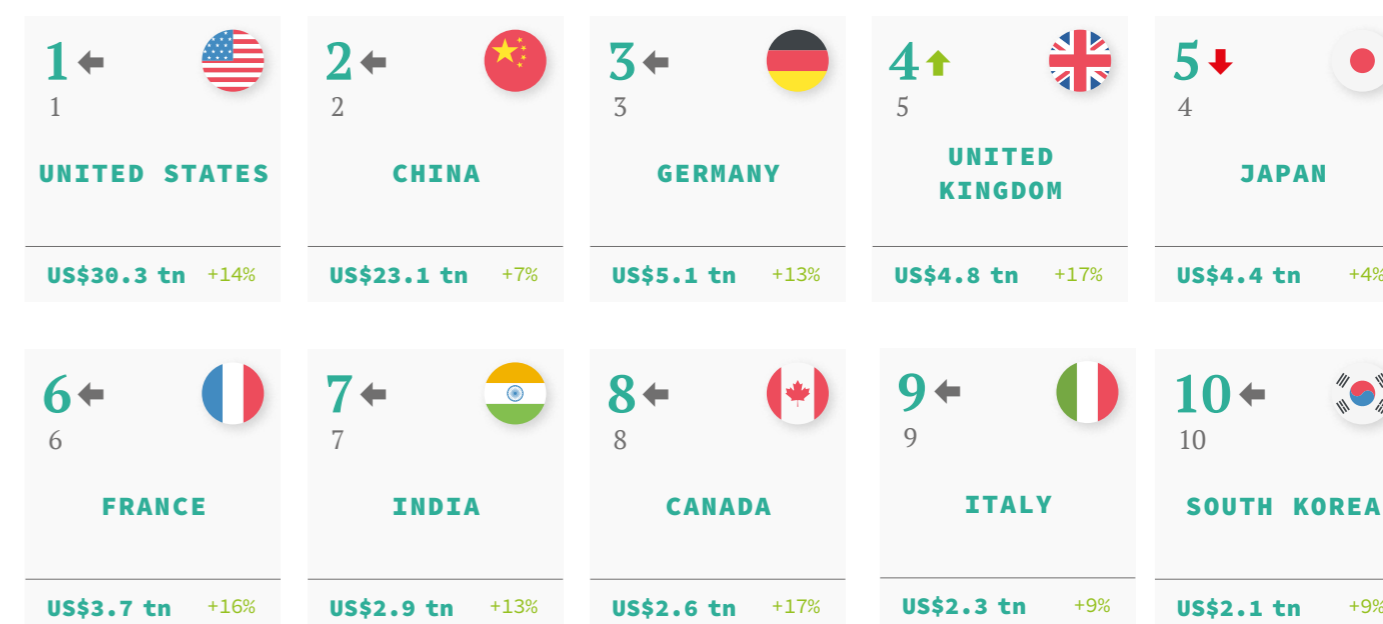 1
1
UNITED STATES
US$30.3 tn +14%
2
2
CHINA
US$23.1 tn +7%
3
3
GERMANY
US$5.1 tn +13%
4
5
UNITED
KINGDOM
US$4.8 tn +17%
5
4
JAPAN
US$4.4 tn +4%
6
6
FRANCE
US$3.7 tn +16%
7
7
INDIA
US$2.9 tn +13%
8
8
CANADA
US$2.6 tn +17%
9
9
ITALY
US$2.3 tn +9%
10
10
SOUTH KOREA
US$2.1 tn +9%